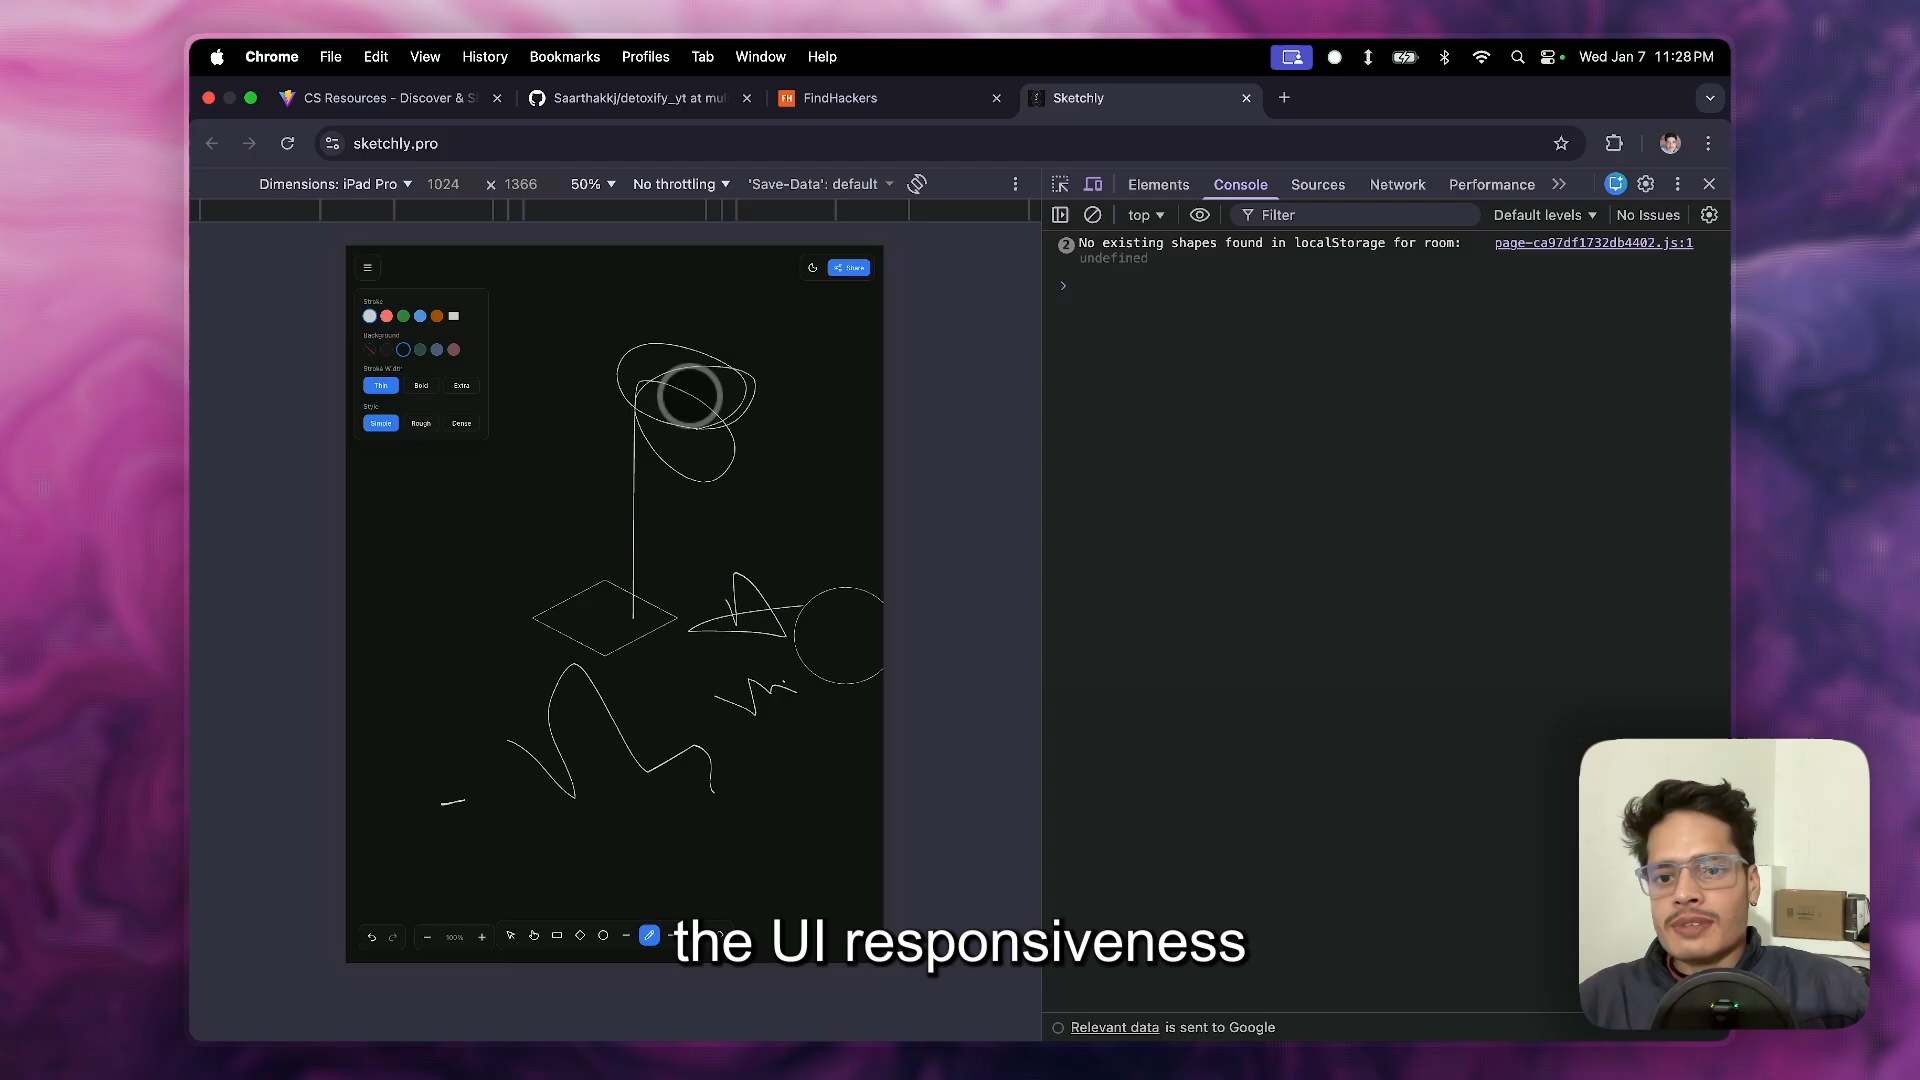 Chrome File Edit View History Bookmarks Profiles Tab Window Help Wed Jan 7 11:28 PM
CS Resources - Discover & S Saarthakkj/detoxify_yt at mul FH FindHackers Sketchly
sketchly.pro
Dimensions: iPad Pro 1024 x 1366 50% No throttling 'Save-Data': default
Elements Console Sources Network Performance
top Filter Default levels No Issues
2 No existing shapes found in localStorage for room: page-ca97df1732db4402.js:1
undefined
Share
Stroke
Background
Stroke Width
Thin Bold Extra
Style
Simple Rough Dense
100%
the UI responsiveness
Relevant data is sent to Google